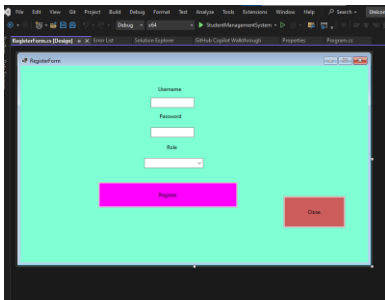 File Edit View Git Project Build Debug Format Test Analyze Tools Extensions Window Help Search
Debug x64 StudentManagementSystem
RegisterForm.cs [Design] Error List Solution Explorer GitHub Copilot Walkthrough Properties Program.cs
RegisterForm
Username
Password
Role
Register
Close